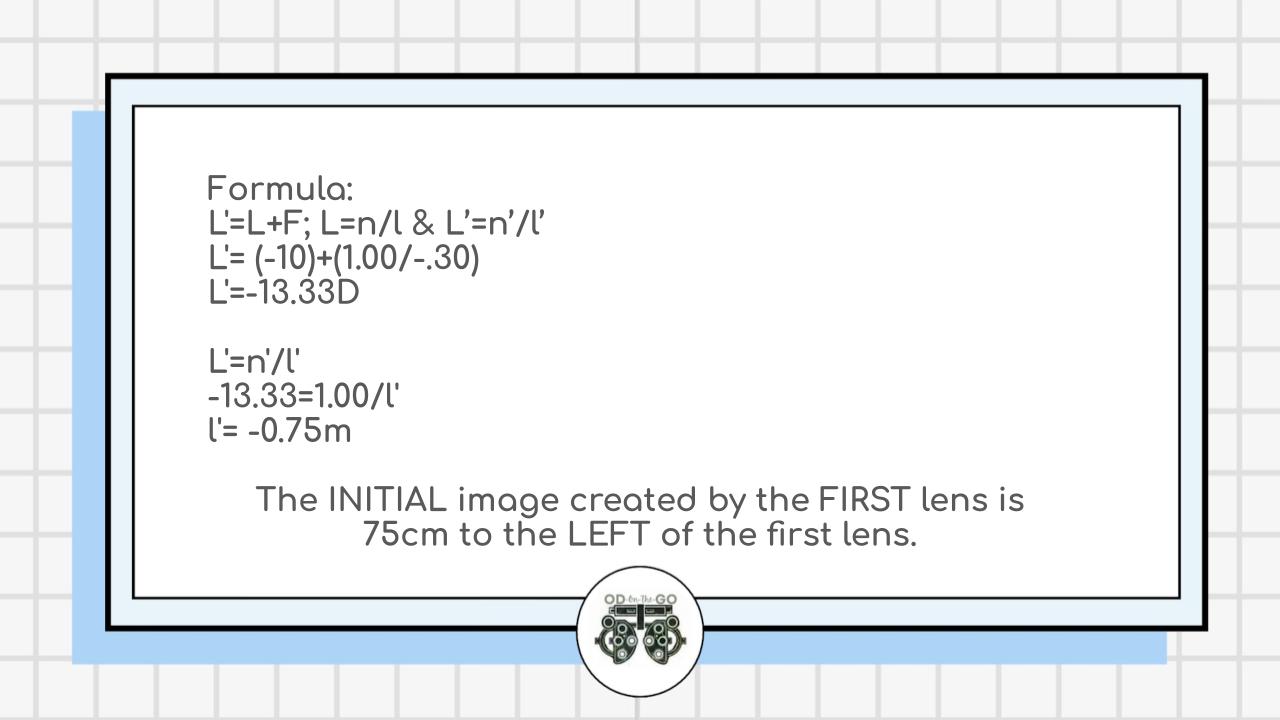 Formula:
L'=L+F; L=n/l & L’=n’/l’
L'= (-10)+(1.00/-.30)
L'=-13.33D
L'=n'/l'
-13.33=1.00/l'
l'= -0.75m
The INITIAL image created by the FIRST lens is
75cm to the LEFT of the first lens.
OD-On-The-GO